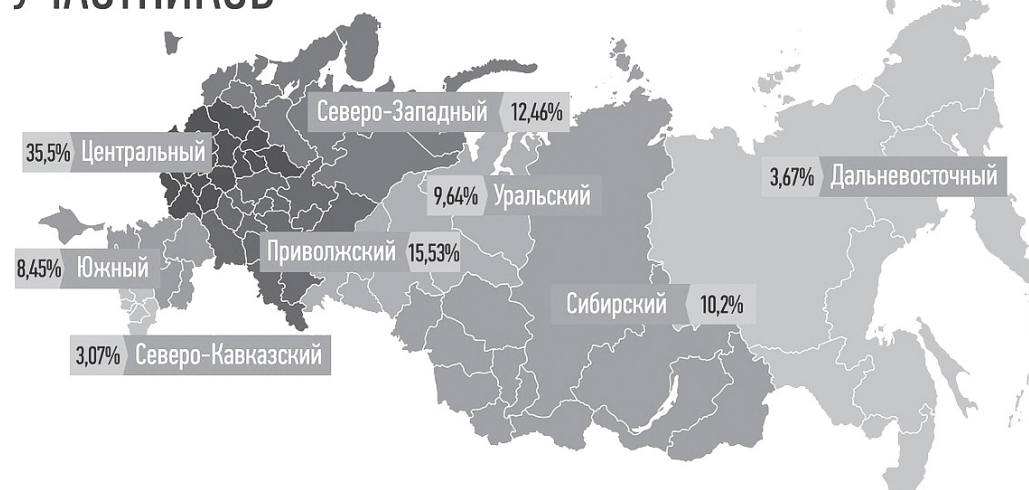 УЧАСТНИКОВ
Северо-Западный 12,46%
35,5% Центральный
3,67% Дальневосточный
9,64% Уральский
Приволжский 15,53%
8,45% Южный
Сибирский 10,2%
3,07% Северо-Кавказский